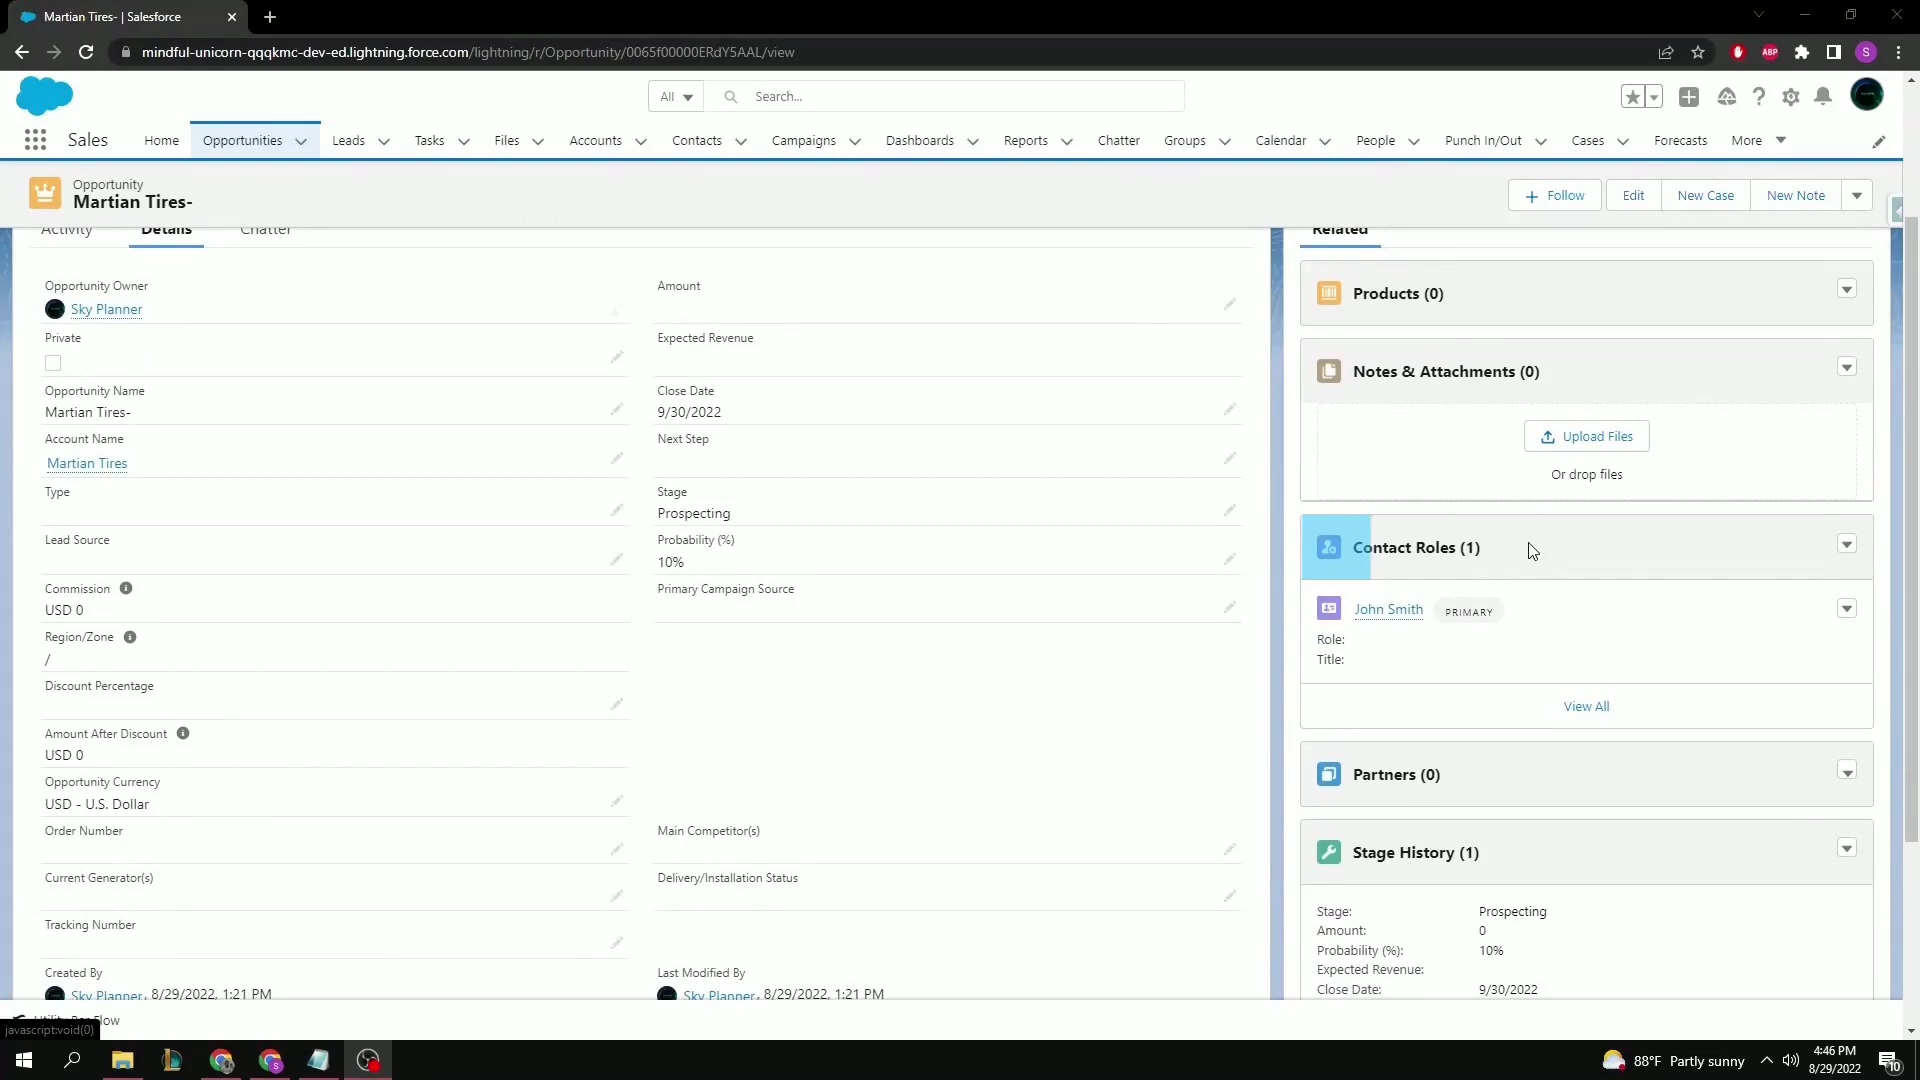 Martian Tires- | Salesforce
mindful-unicorn-qqqkmc-dev-ed.lightning.force.com/lightning/r/Opportunity/0065f00000ERdY5AAL/view
ABP
S
All
Search...
Sales
Home
Opportunities
Leads
Tasks
Files
Accounts
Contacts
Campaigns
Dashboards
Reports
Chatter
Groups
Calendar
People
Punch In/Out
Cases
Forecasts
More
Opportunity
Martian Tires-
Follow
Edit
New Case
New Note
Activity
Details
Chatter
Related
Opportunity Owner
Sky Planner
Amount
Private
Expected Revenue
Opportunity Name
Martian Tires-
Close Date
9/30/2022
Account Name
Martian Tires
Next Step
Type
Stage
Prospecting
Lead Source
Probability (%)
10%
Commission
USD 0
Primary Campaign Source
Region/Zone
/
Discount Percentage
Amount After Discount
USD 0
Opportunity Currency
USD - U.S. Dollar
Order Number
Main Competitor(s)
Current Generator(s)
Delivery/Installation Status
Tracking Number
Created By
Sky Planner, 8/29/2022, 1:21 PM
Last Modified By
Sky Planner, 8/29/2022, 1:21 PM
Products (0)
Notes & Attachments (0)
Upload Files
Or drop files
Contact Roles (1)
John Smith PRIMARY
Role:
Title:
View All
Partners (0)
Stage History (1)
Stage: Prospecting
Amount: 0
Probability (%): 10%
Expected Revenue:
Close Date: 9/30/2022
javascript:void(0)
88°F Partly sunny
4:46 PM
8/29/2022
10